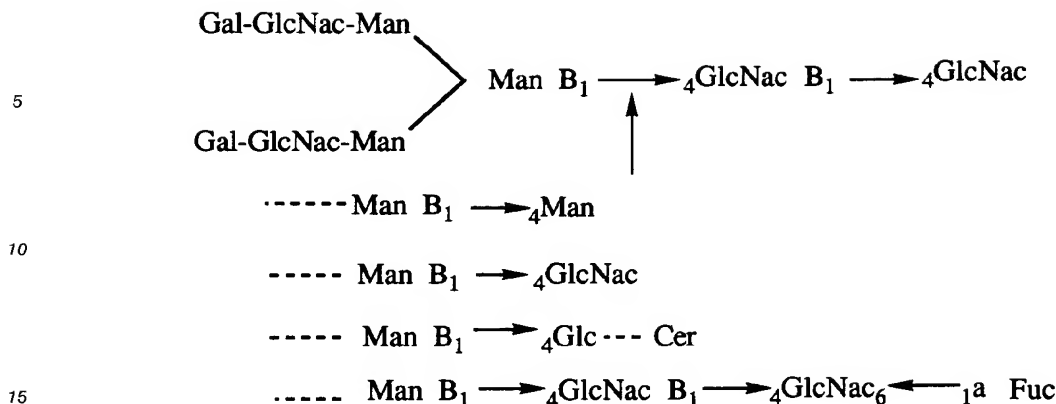 Gal-GlcNac-Man
Man B₁ ⟶ ₄GlcNac B₁ ⟶ ₄GlcNac
5
Gal-GlcNac-Man
----- Man B₁ ⟶ ₄Man
10
----- Man B₁ ⟶ ₄GlcNac
----- Man B₁ ⟶ ₄Glc --- Cer
15 ----- Man B₁ ⟶ ₄GlcNac B₁ ⟶ ₄GlcNac₆ ⟵ ₁a Fuc